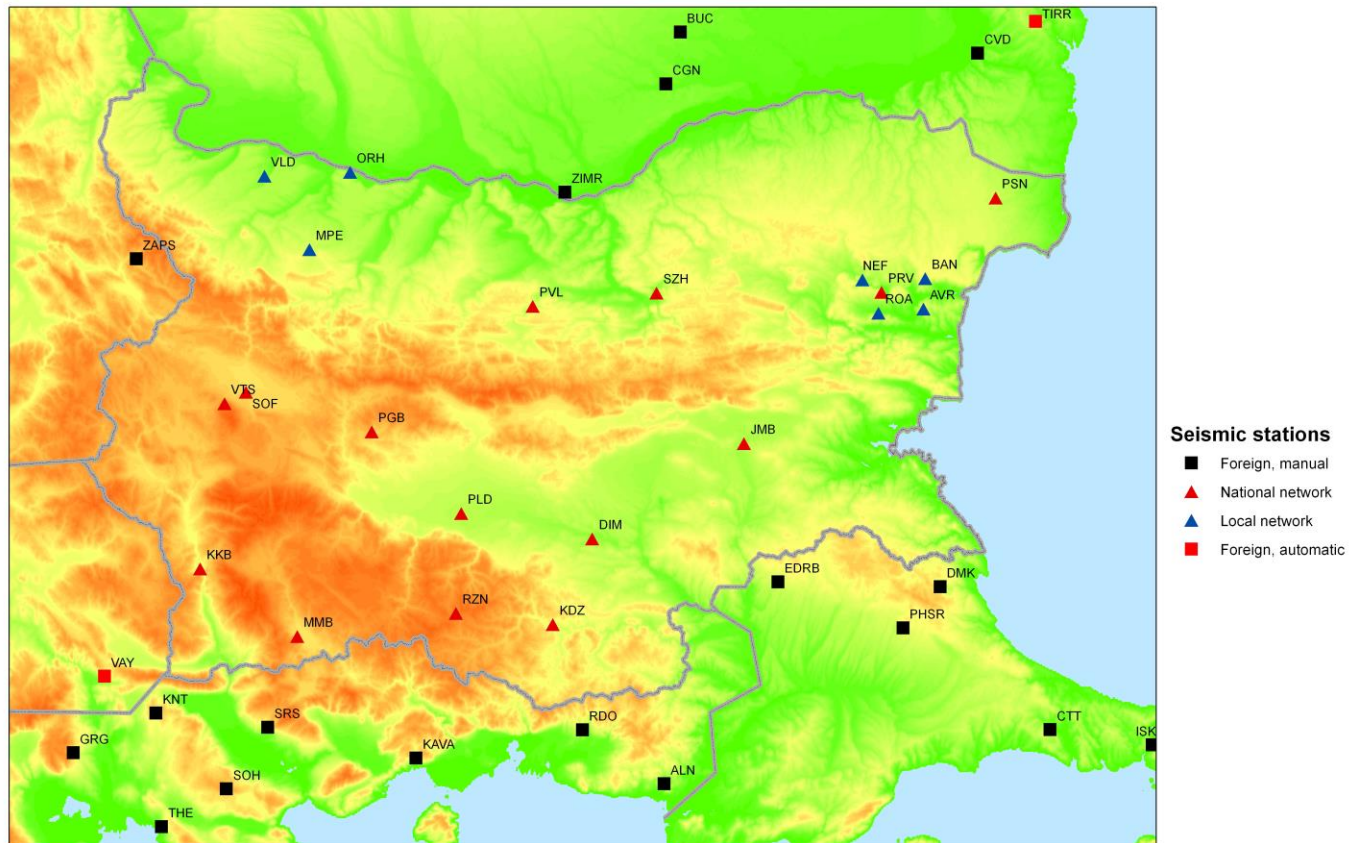 BUC
TIRR
CVD
CGN
VLD
ORH
ZIMR
PSN
ZAPS
MPE
NEF
PRV
BAN
SZH
PVL
ROA
AVR
VTS
SOF
PGB
JMB
PLD
DIM
KKB
EDRB
DMK
MMB
RZN
KDZ
PHSR
VAY
KNT
SRS
RDO
CTT
ISK
GRG
KAVA
SOH
ALN
THE
Seismic stations
Foreign, manual
National network
Local network
Foreign, automatic